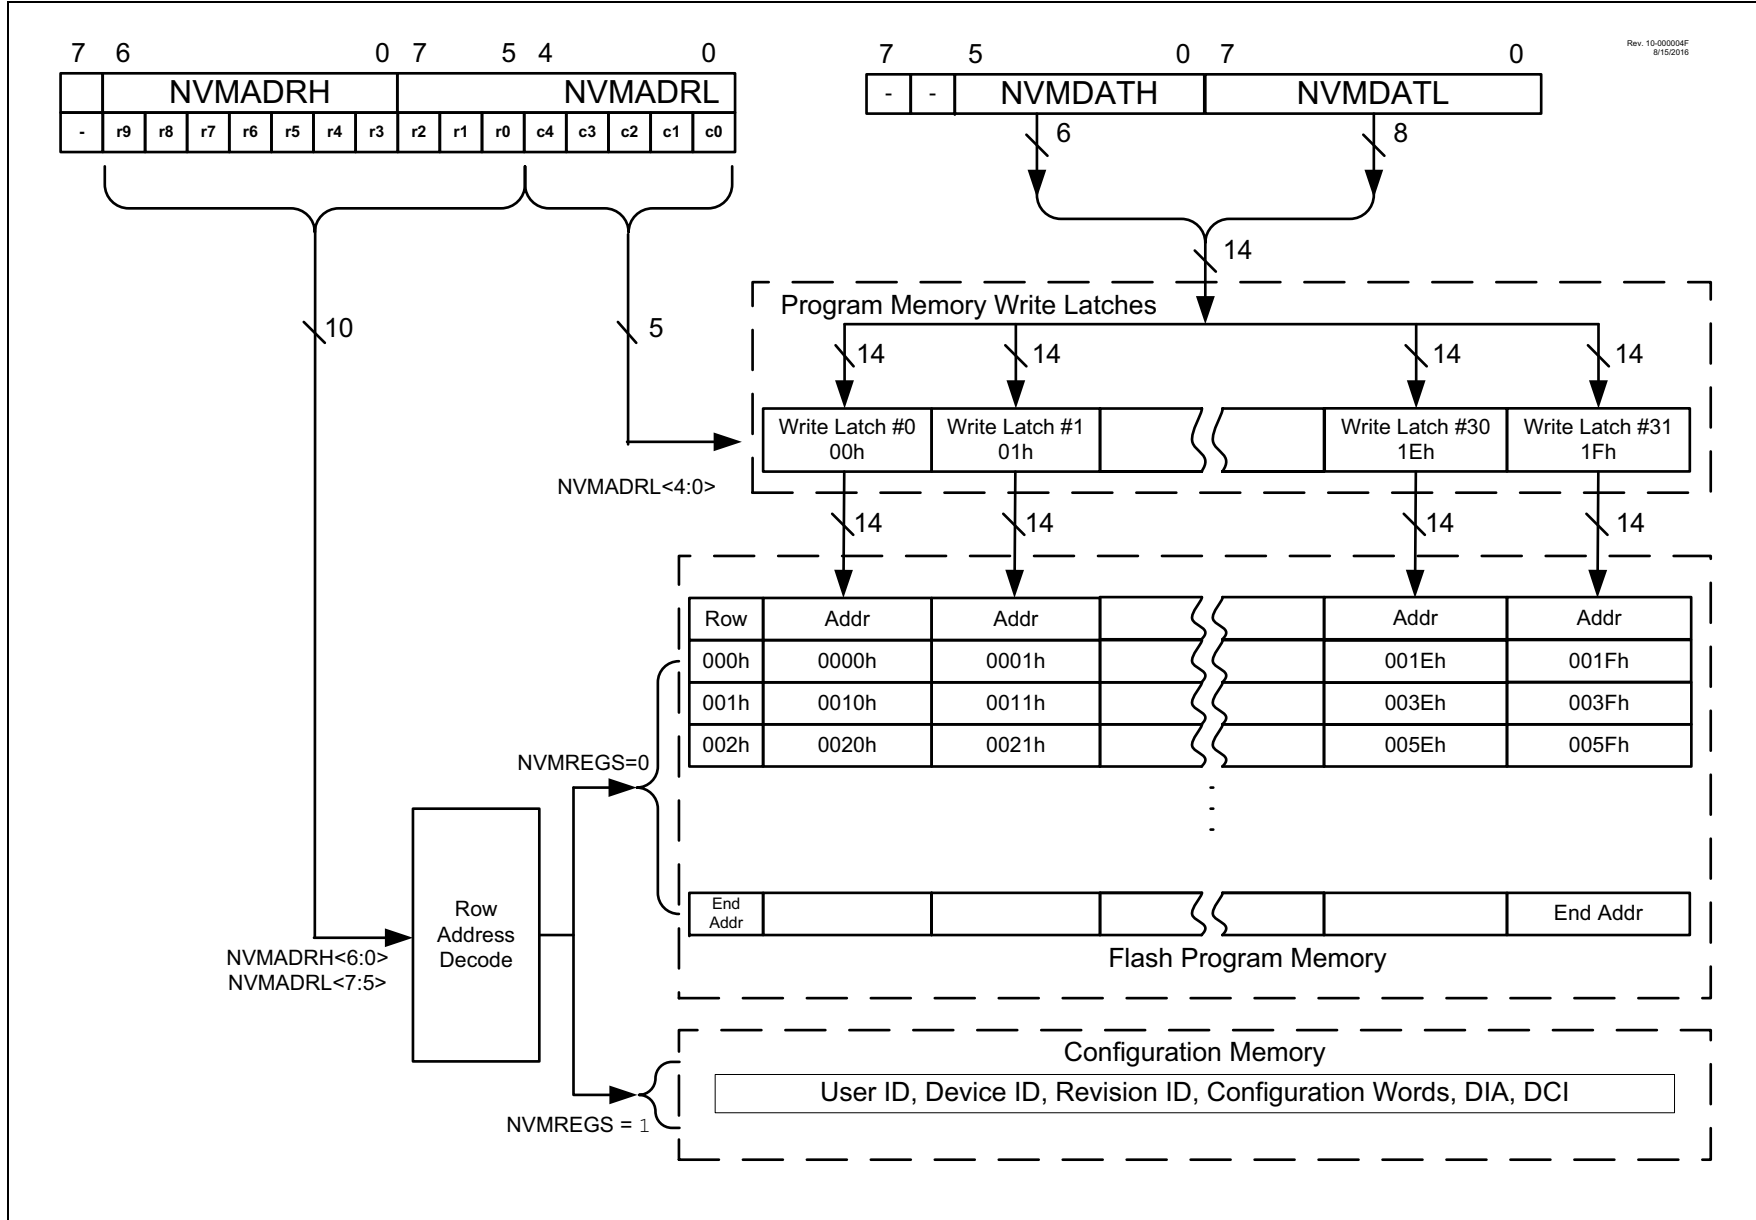 Rev. 10-000004F
8/15/2016
7 6 0 7 5 4 0
7 5 0 7 0
NVMADRH NVMADRL
- - NVMDATH NVMDATL
- r9 r8 r7 r6 r5 r4 r3 r2 r1 r0 c4 c3 c2 c1 c0
6 8
14
Program Memory Write Latches
10 5
14 14 14 14
Write Latch #0 Write Latch #1 Write Latch #30 Write Latch #31
00h 01h 1Eh 1Fh
NVMADRL<4:0>
14 14 14 14
Row Addr Addr Addr Addr
000h 0000h 0001h 001Eh 001Fh
001h 0010h 0011h 003Eh 003Fh
002h 0020h 0021h 005Eh 005Fh
NVMREGS=0
End
Addr
End Addr
Row
Address
Decode
NVMADRH<6:0>
NVMADRL<7:5>
Flash Program Memory
Configuration Memory
User ID, Device ID, Revision ID, Configuration Words, DIA, DCI
NVMREGS = 1